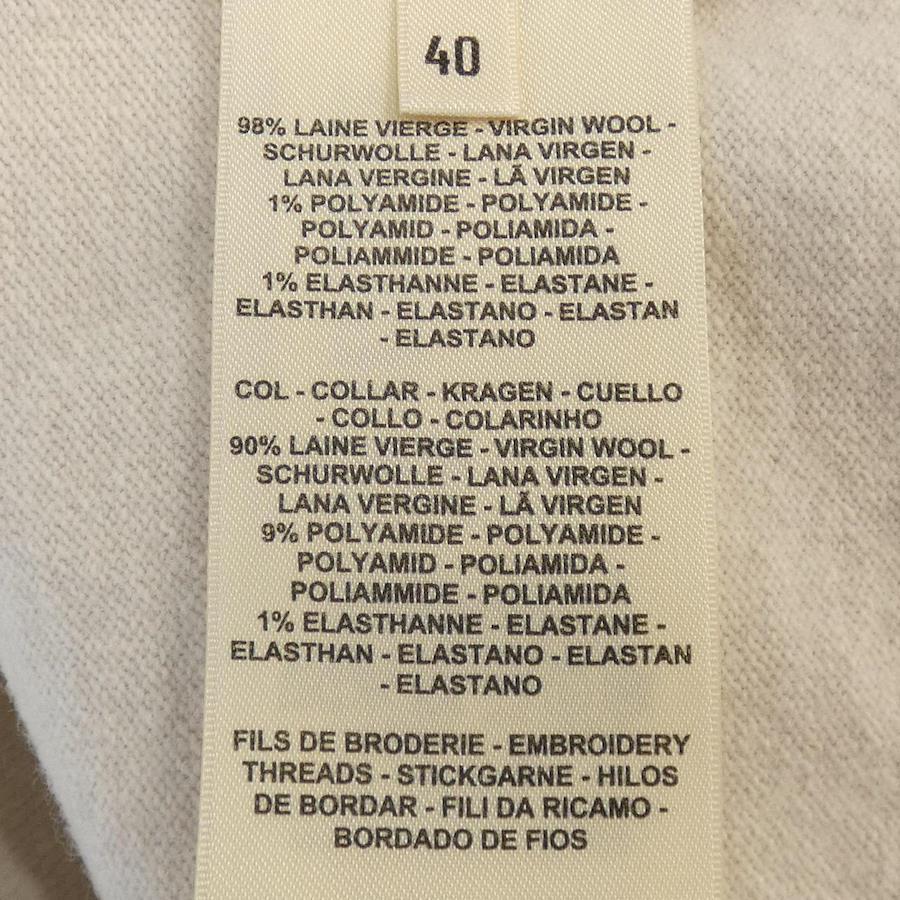 40
98% LAINE VIERGE - VIRGIN WOOL -
SCHURWOLLE - LANA VIRGEN -
LANA VERGINE - LÃ VIRGEN
1% POLYAMIDE - POLYAMIDE -
POLYAMID - POLIAMIDA -
POLIAMMIDE - POLIAMIDA
1% ELASTHANNE - ELASTANE -
ELASTHAN - ELASTANO - ELASTAN
- ELASTANO
COL - COLLAR - KRAGEN - CUELLO
- COLLO - COLARINHO
90% LAINE VIERGE - VIRGIN WOOL -
SCHURWOLLE - LANA VIRGEN -
LANA VERGINE - LÃ VIRGEN
9% POLYAMIDE - POLYAMIDE -
POLYAMID - POLIAMIDA -
POLIAMMIDE - POLIAMIDA
1% ELASTHANNE - ELASTANE -
ELASTHAN - ELASTANO - ELASTAN
- ELASTANO
FILS DE BRODERIE - EMBROIDERY
THREADS - STICKGARNE - HILOS
DE BORDAR - FILI DA RICAMO -
BORDADO DE FIOS